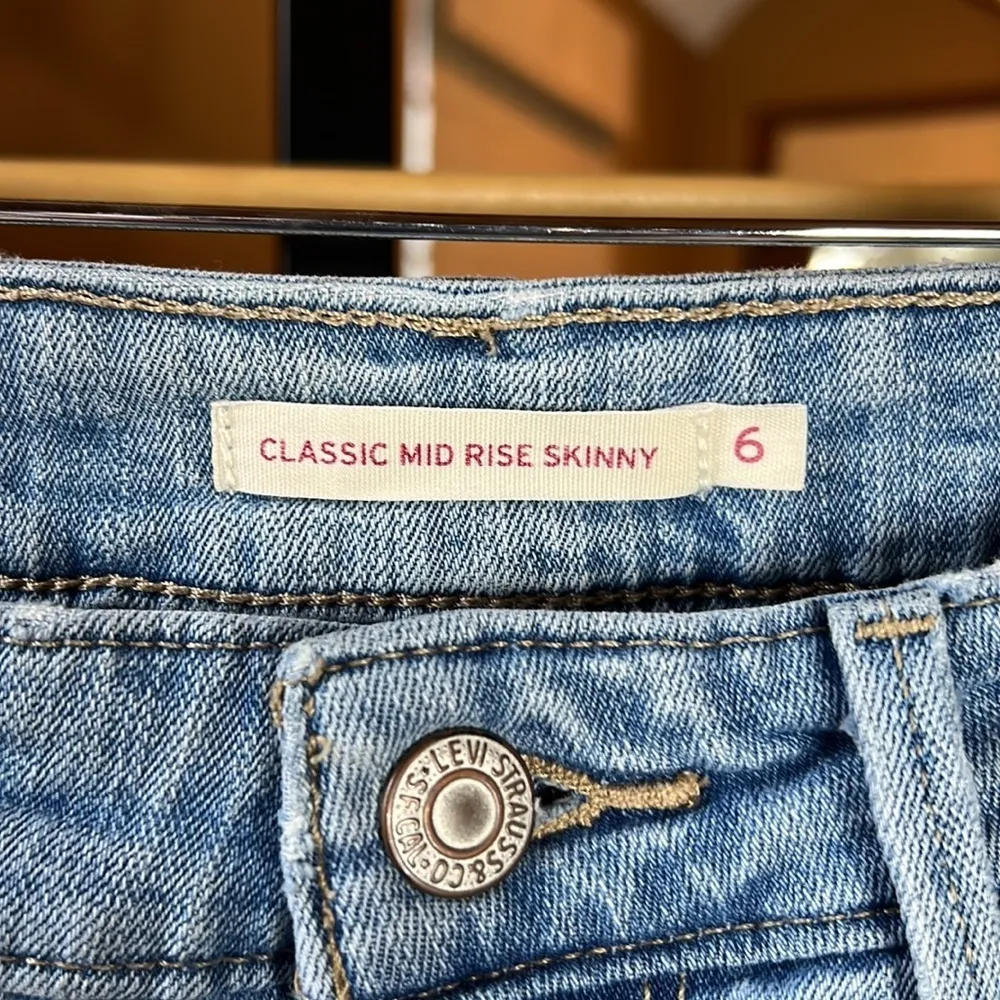 CLASSIC MID RISE SKINNY 6
LEVI STRAUSS & CO. S.F. CAL.